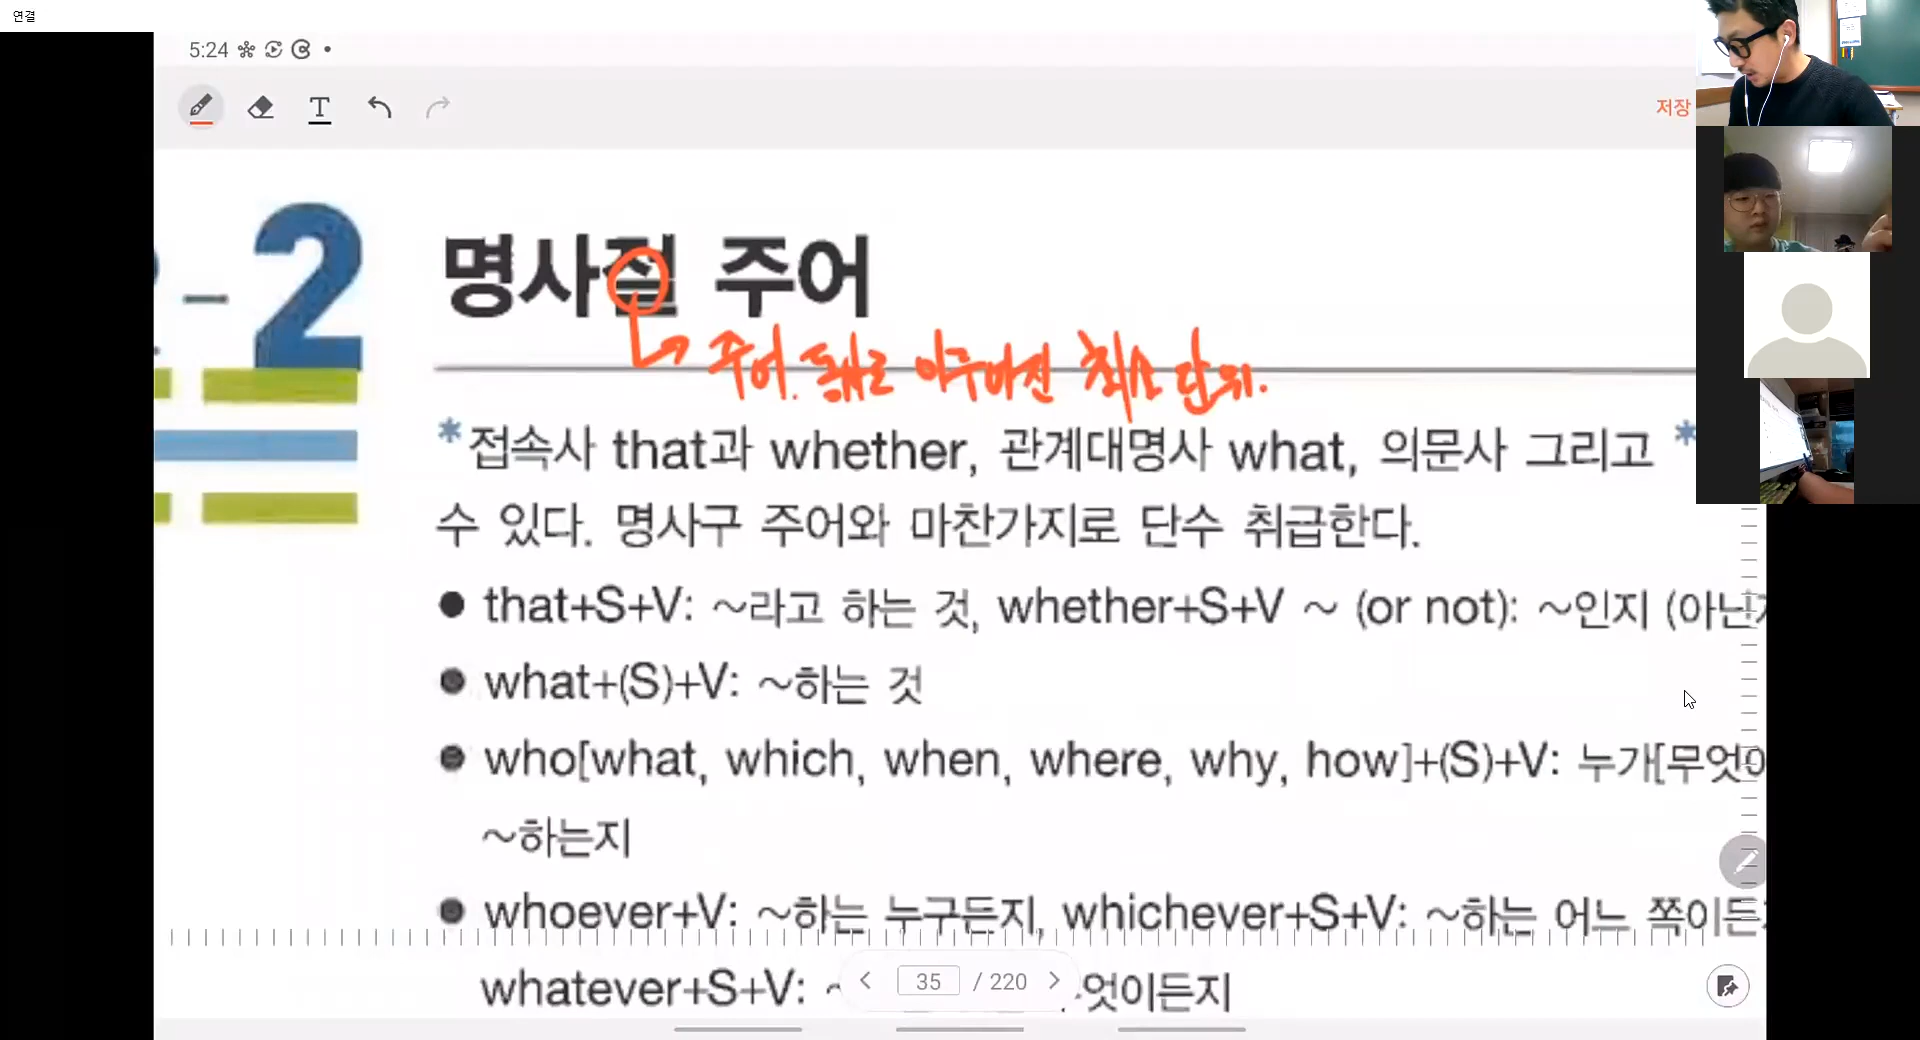 연결
5:24
T
저장
-2
명사절 주어
주어. 동사로 이루어진 최소 단위.
*접속사 that과 whether, 관계대명사 what, 의문사 그리고 *
수 있다. 명사구 주어와 마찬가지로 단수 취급한다.
● that+S+V: ~라고 하는 것, whether+S+V ~ (or not): ~인지 (아닌
● what+(S)+V: ~하는 것
● who[what, which, when, where, why, how]+(S)+V: 누가[무엇이
~하는지
● whoever+V: ~하는 누구든지, whichever+S+V: ~하는 어느 쪽이든
whatever+S+V: ~ 엇이든지
35 / 220